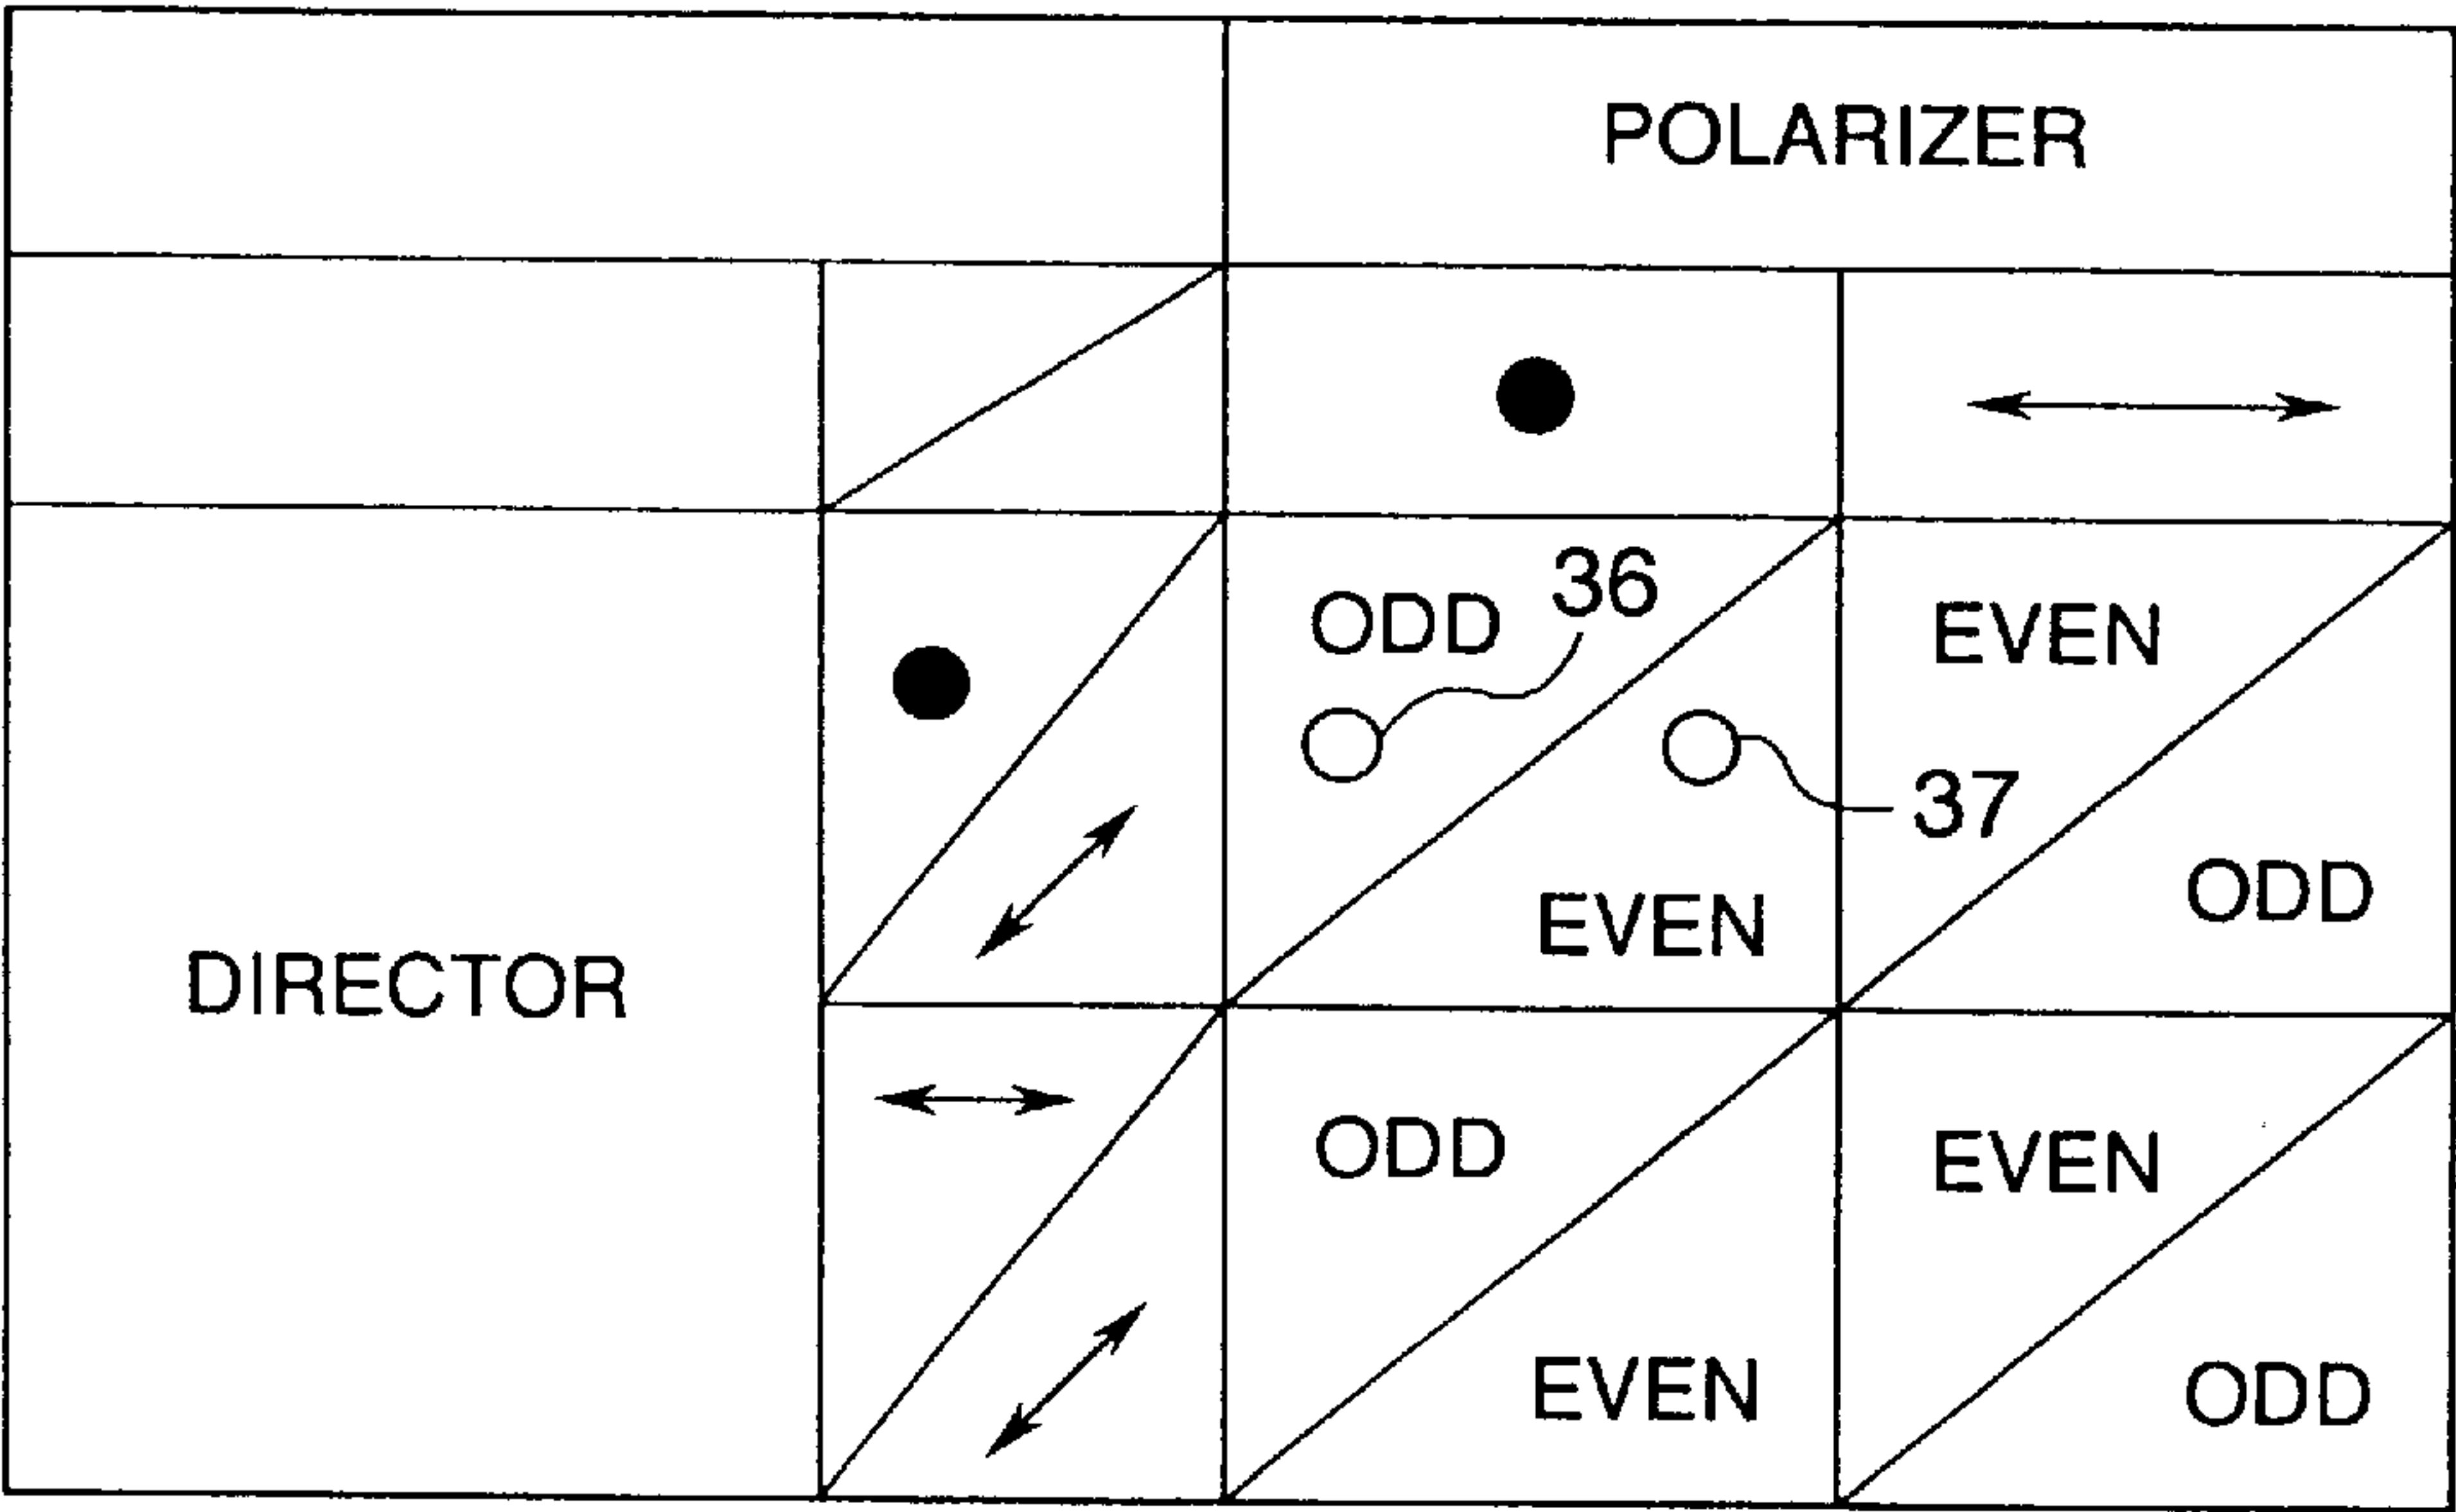 POLARIZER
ODD 36
EVEN
37
ODD
EVEN
DIRECTOR
ODD
EVEN
EVEN
ODD